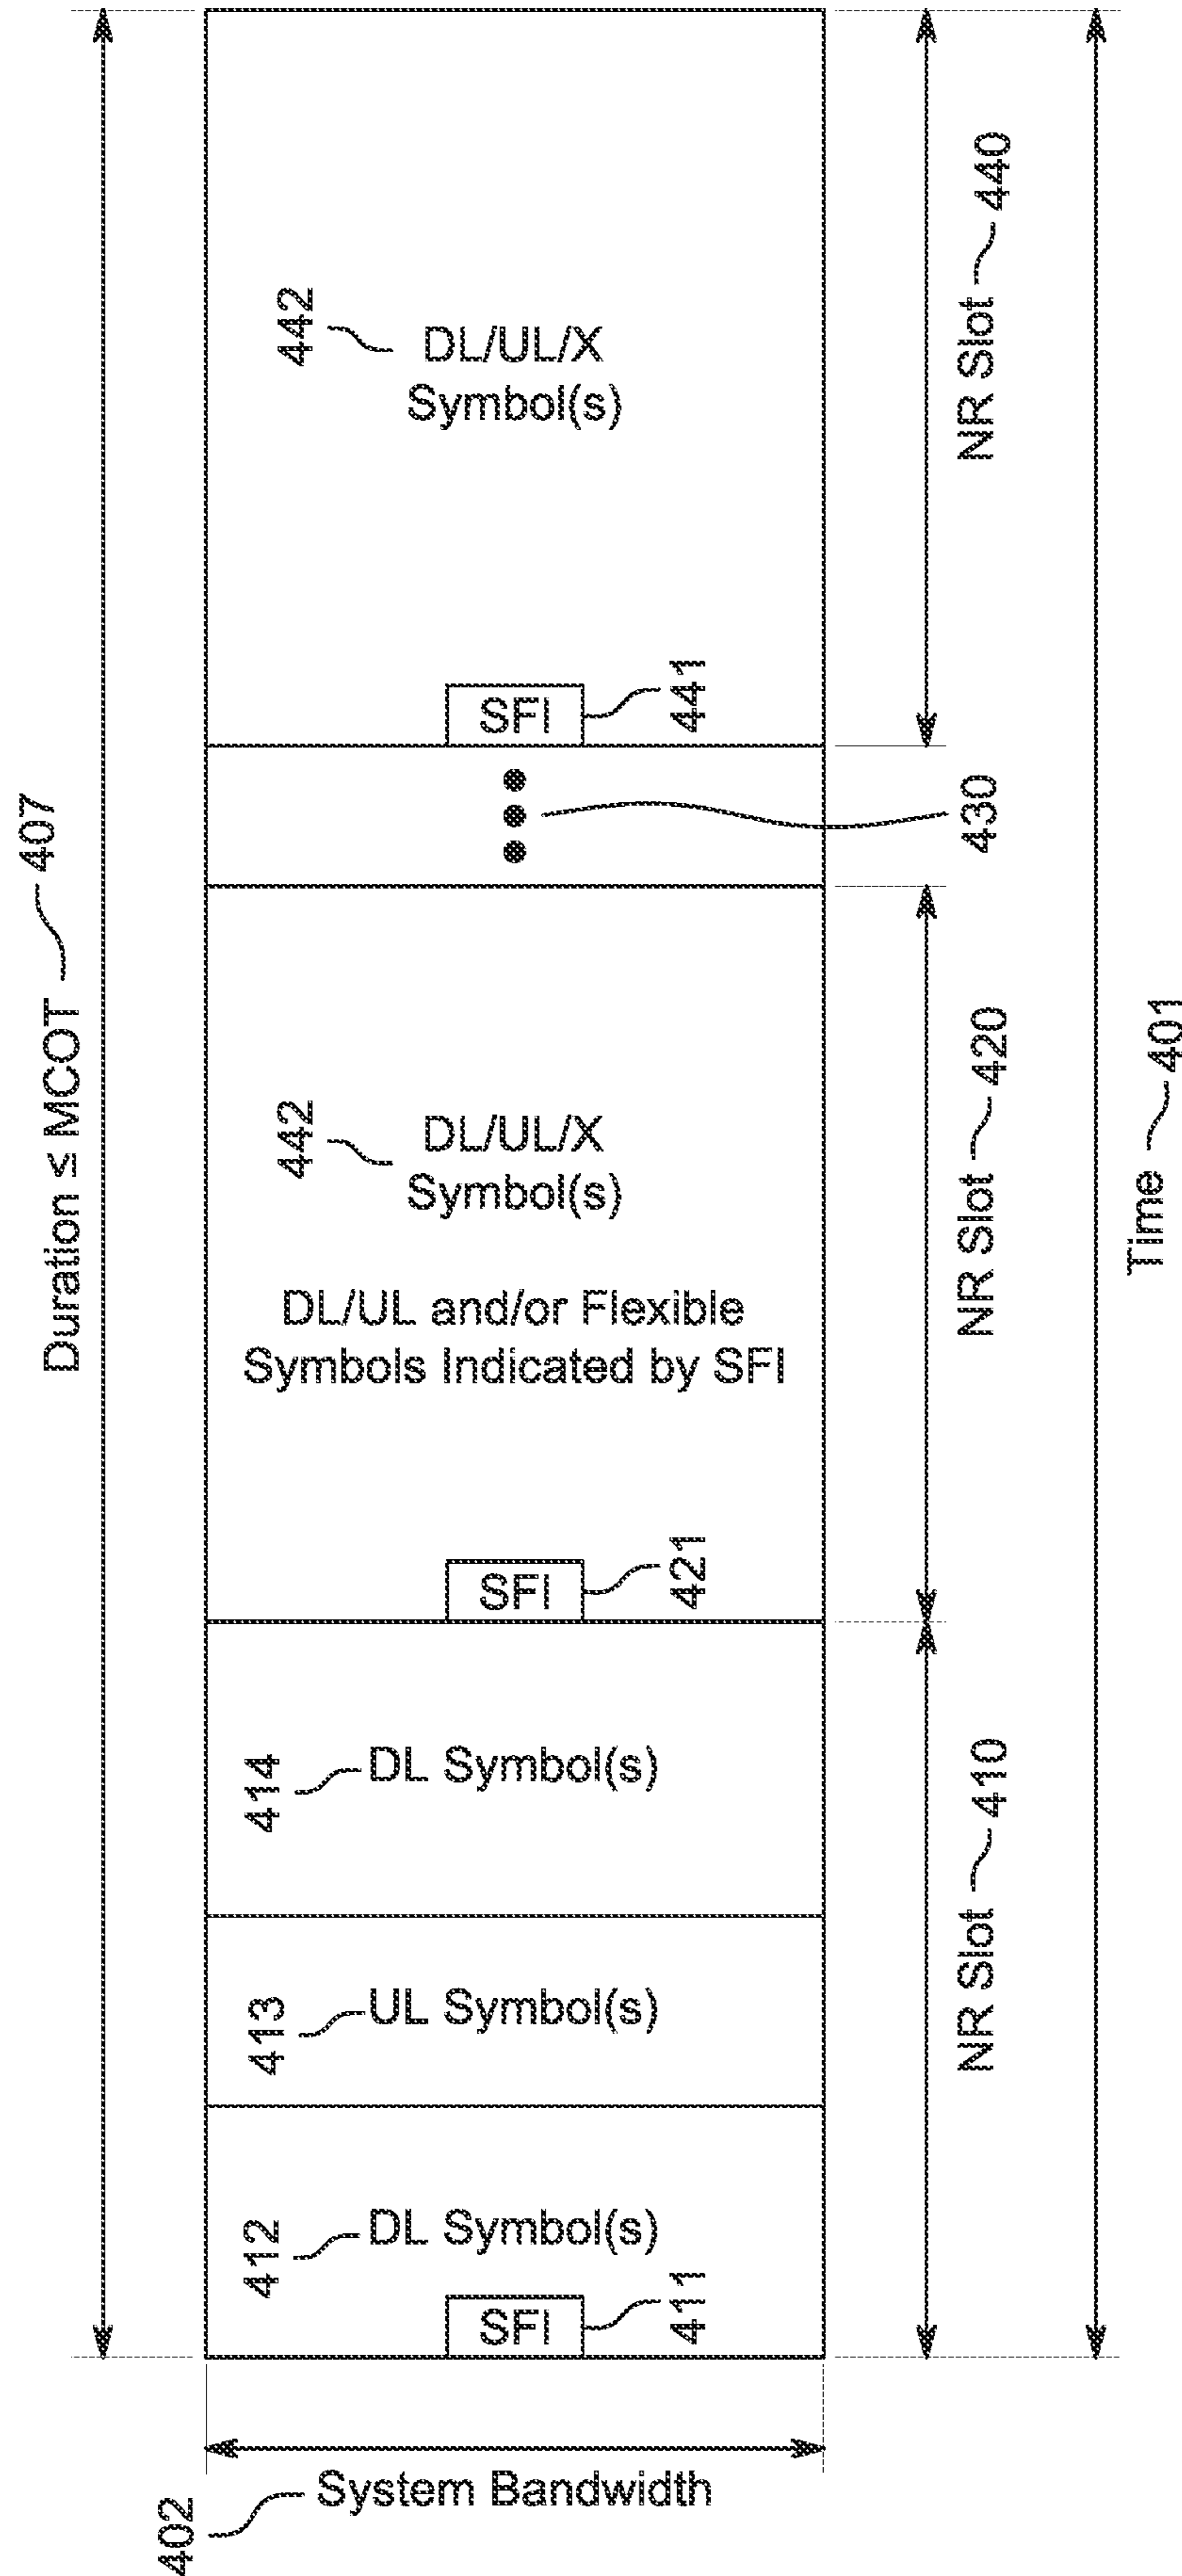 Duration ≤ MCOT 407
442
DL/UL/X
Symbol(s)
SFI
441
NR Slot 440
430
442
DL/UL/X
Symbol(s)
DL/UL and/or Flexible
Symbols Indicated by SFI
SFI
421
NR Slot 420
Time 401
414
DL Symbol(s)
413
UL Symbol(s)
412
DL Symbol(s)
SFI
411
NR Slot 410
402
System Bandwidth